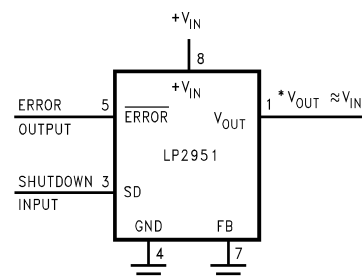 +V_IN
8
+V_IN
ERROR 5 ERROR V_OUT 1 *V_OUT ≈V_IN
OUTPUT
LP2951
SHUTDOWN 3 SD
INPUT
GND FB
4 7